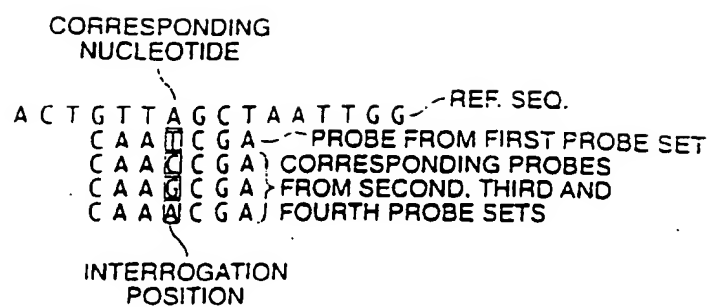 CORRESPONDING
NUCLEOTIDE
A C T G T T A G C T A A T T G G REF. SEQ.
C A A T C G A PROBE FROM FIRST PROBE SET
C A A C C G A CORRESPONDING PROBES
C A A G C G A FROM SECOND. THIRD AND
C A A A C G A FOURTH PROBE SETS
INTERROGATION
POSITION